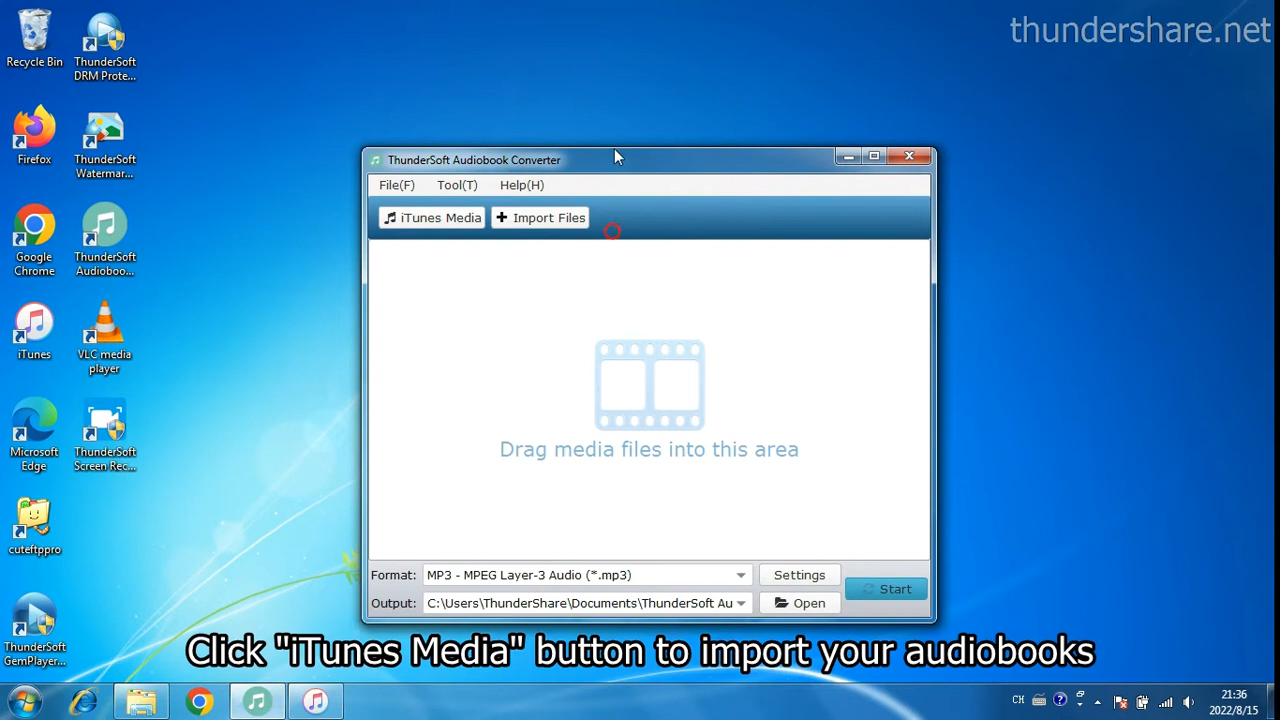 thundershare.net
Recycle Bin
ThunderSoft
DRM Prote...
Firefox
ThunderSoft
Watermar...
Google
Chrome
ThunderSoft
Audioboo...
iTunes
VLC media
player
Microsoft
Edge
ThunderSoft
Screen Rec...
cuteftppro
ThunderSoft
GemPlayer...
ThunderSoft Audiobook Converter
File(F) Tool(T) Help(H)
iTunes Media Import Files
Drag media files into this area
Format: MP3 - MPEG Layer-3 Audio (*.mp3) Settings
Start
Output: C:\Users\ThunderShare\Documents\ThunderSoft Au Open
Click "iTunes Media" button to import your audiobooks
CH
21:36
2022/8/15